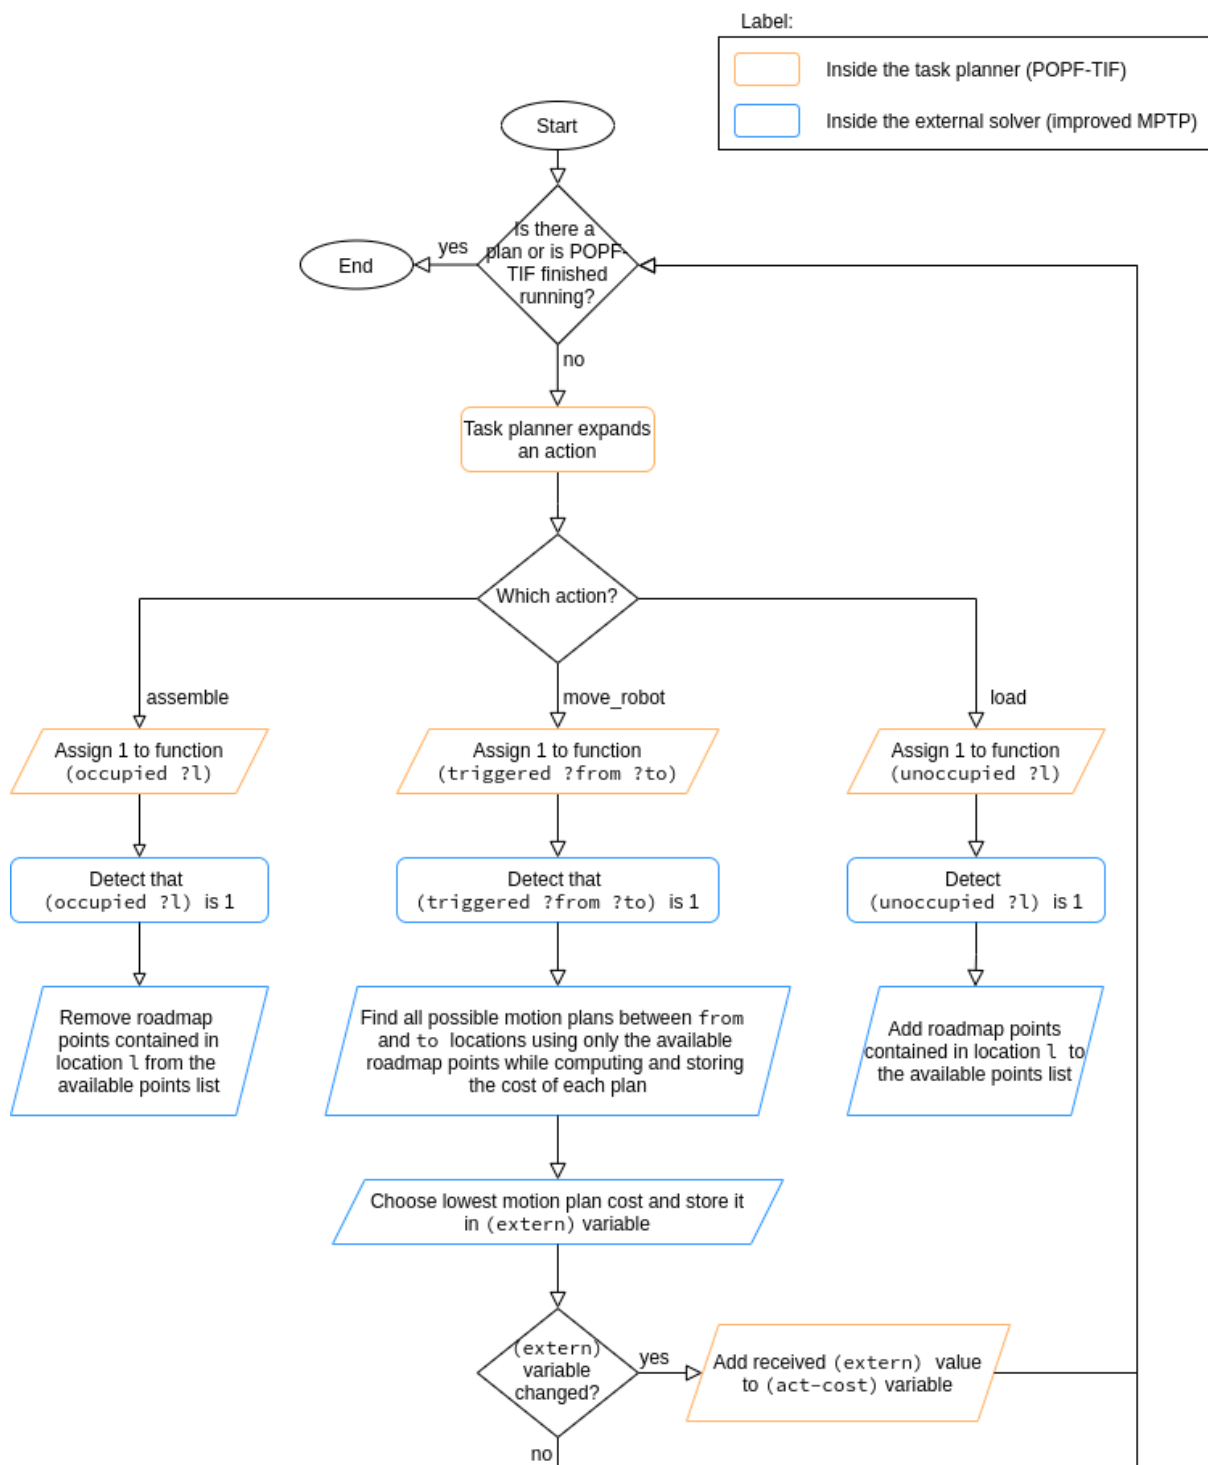 Label:
Inside the task planner (POPF-TIF)
Inside the external solver (improved MPTP)
Start
Is there a
plan or is POPF-
TIF finished
running?
yes
End
no
Task planner expands
an action
Which action?
assemble
move_robot
load
Assign 1 to function
(occupied ?l)
Assign 1 to function
(triggered ?from ?to)
Assign 1 to function
(unoccupied ?l)
Detect that
(occupied ?l) is 1
Detect that
(triggered ?from ?to) is 1
Detect
(unoccupied ?l) is 1
Remove roadmap
points contained in
location l from the
available points list
Find all possible motion plans between from
and to locations using only the available
roadmap points while computing and storing
the cost of each plan
Add roadmap points
contained in location l to
the available points list
Choose lowest motion plan cost and store it
in (extern) variable
(extern)
variable
changed?
yes
Add received (extern) value
to (act-cost) variable
no